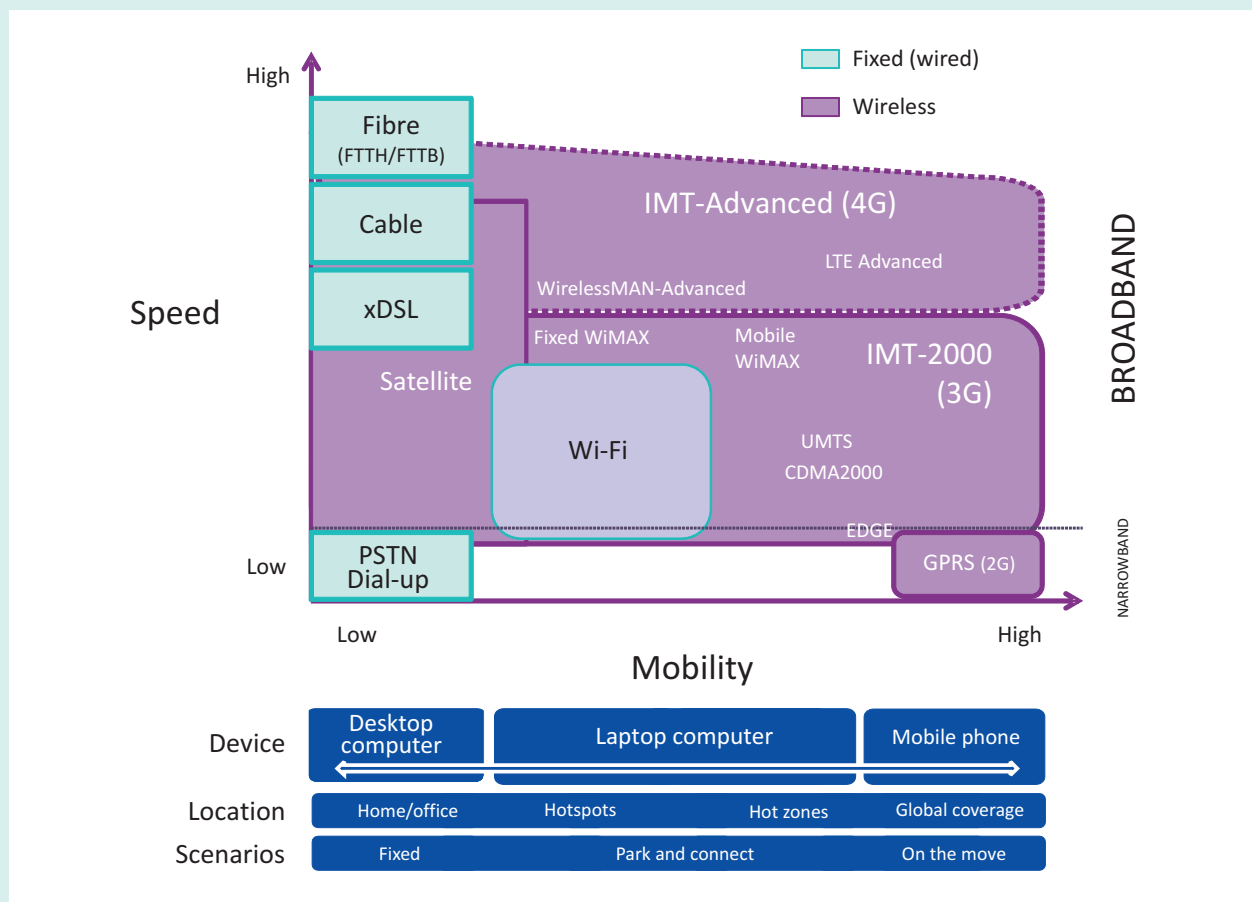 High
Fixed (wired)
Wireless
Fibre
(FTTH/FTTB)
IMT-Advanced (4G)
Cable
LTE Advanced
WirelessMAN-Advanced
Speed
xDSL
Fixed WiMAX
Mobile
WiMAX
IMT-2000
(3G)
Satellite
BROADBAND
Wi-Fi
UMTS
CDMA2000
EDGE
NARROWBAND
Low
PSTN
Dial-up
GPRS (2G)
Low
High
Mobility
Device
Desktop
computer
Laptop computer
Mobile phone
Location
Home/office
Hotspots
Hot zones
Global coverage
Scenarios
Fixed
Park and connect
On the move